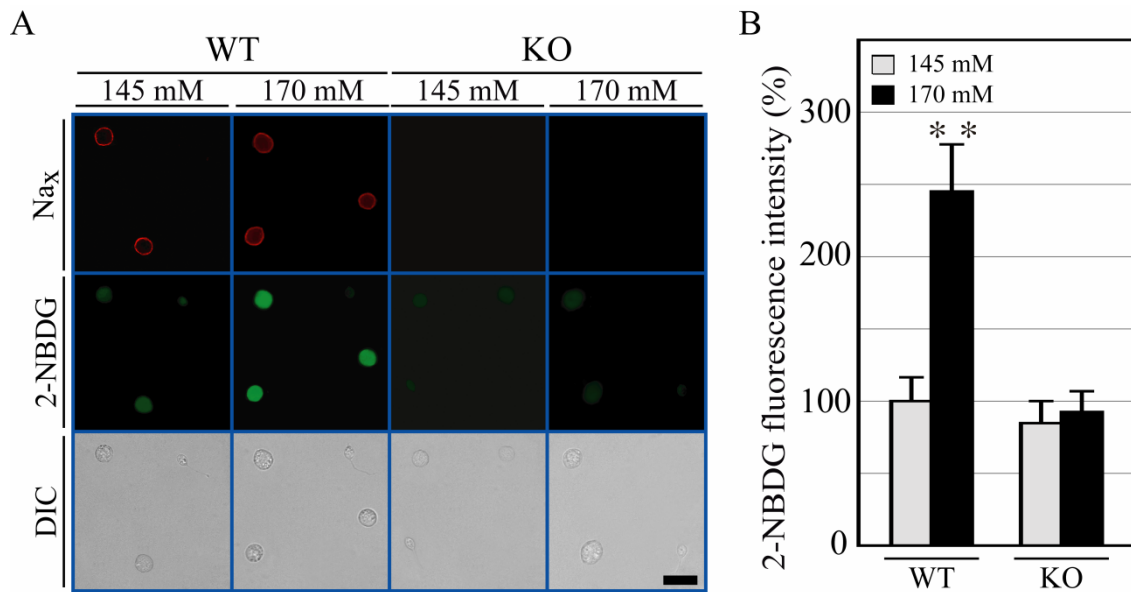 A
WT KO
145 mM 170 mM 145 mM 170 mM
Nax
2-NBDG
DIC
B
2-NBDG fluorescence intensity (%)
145 mM
170 mM
300
200
100
0
* *
WT KO